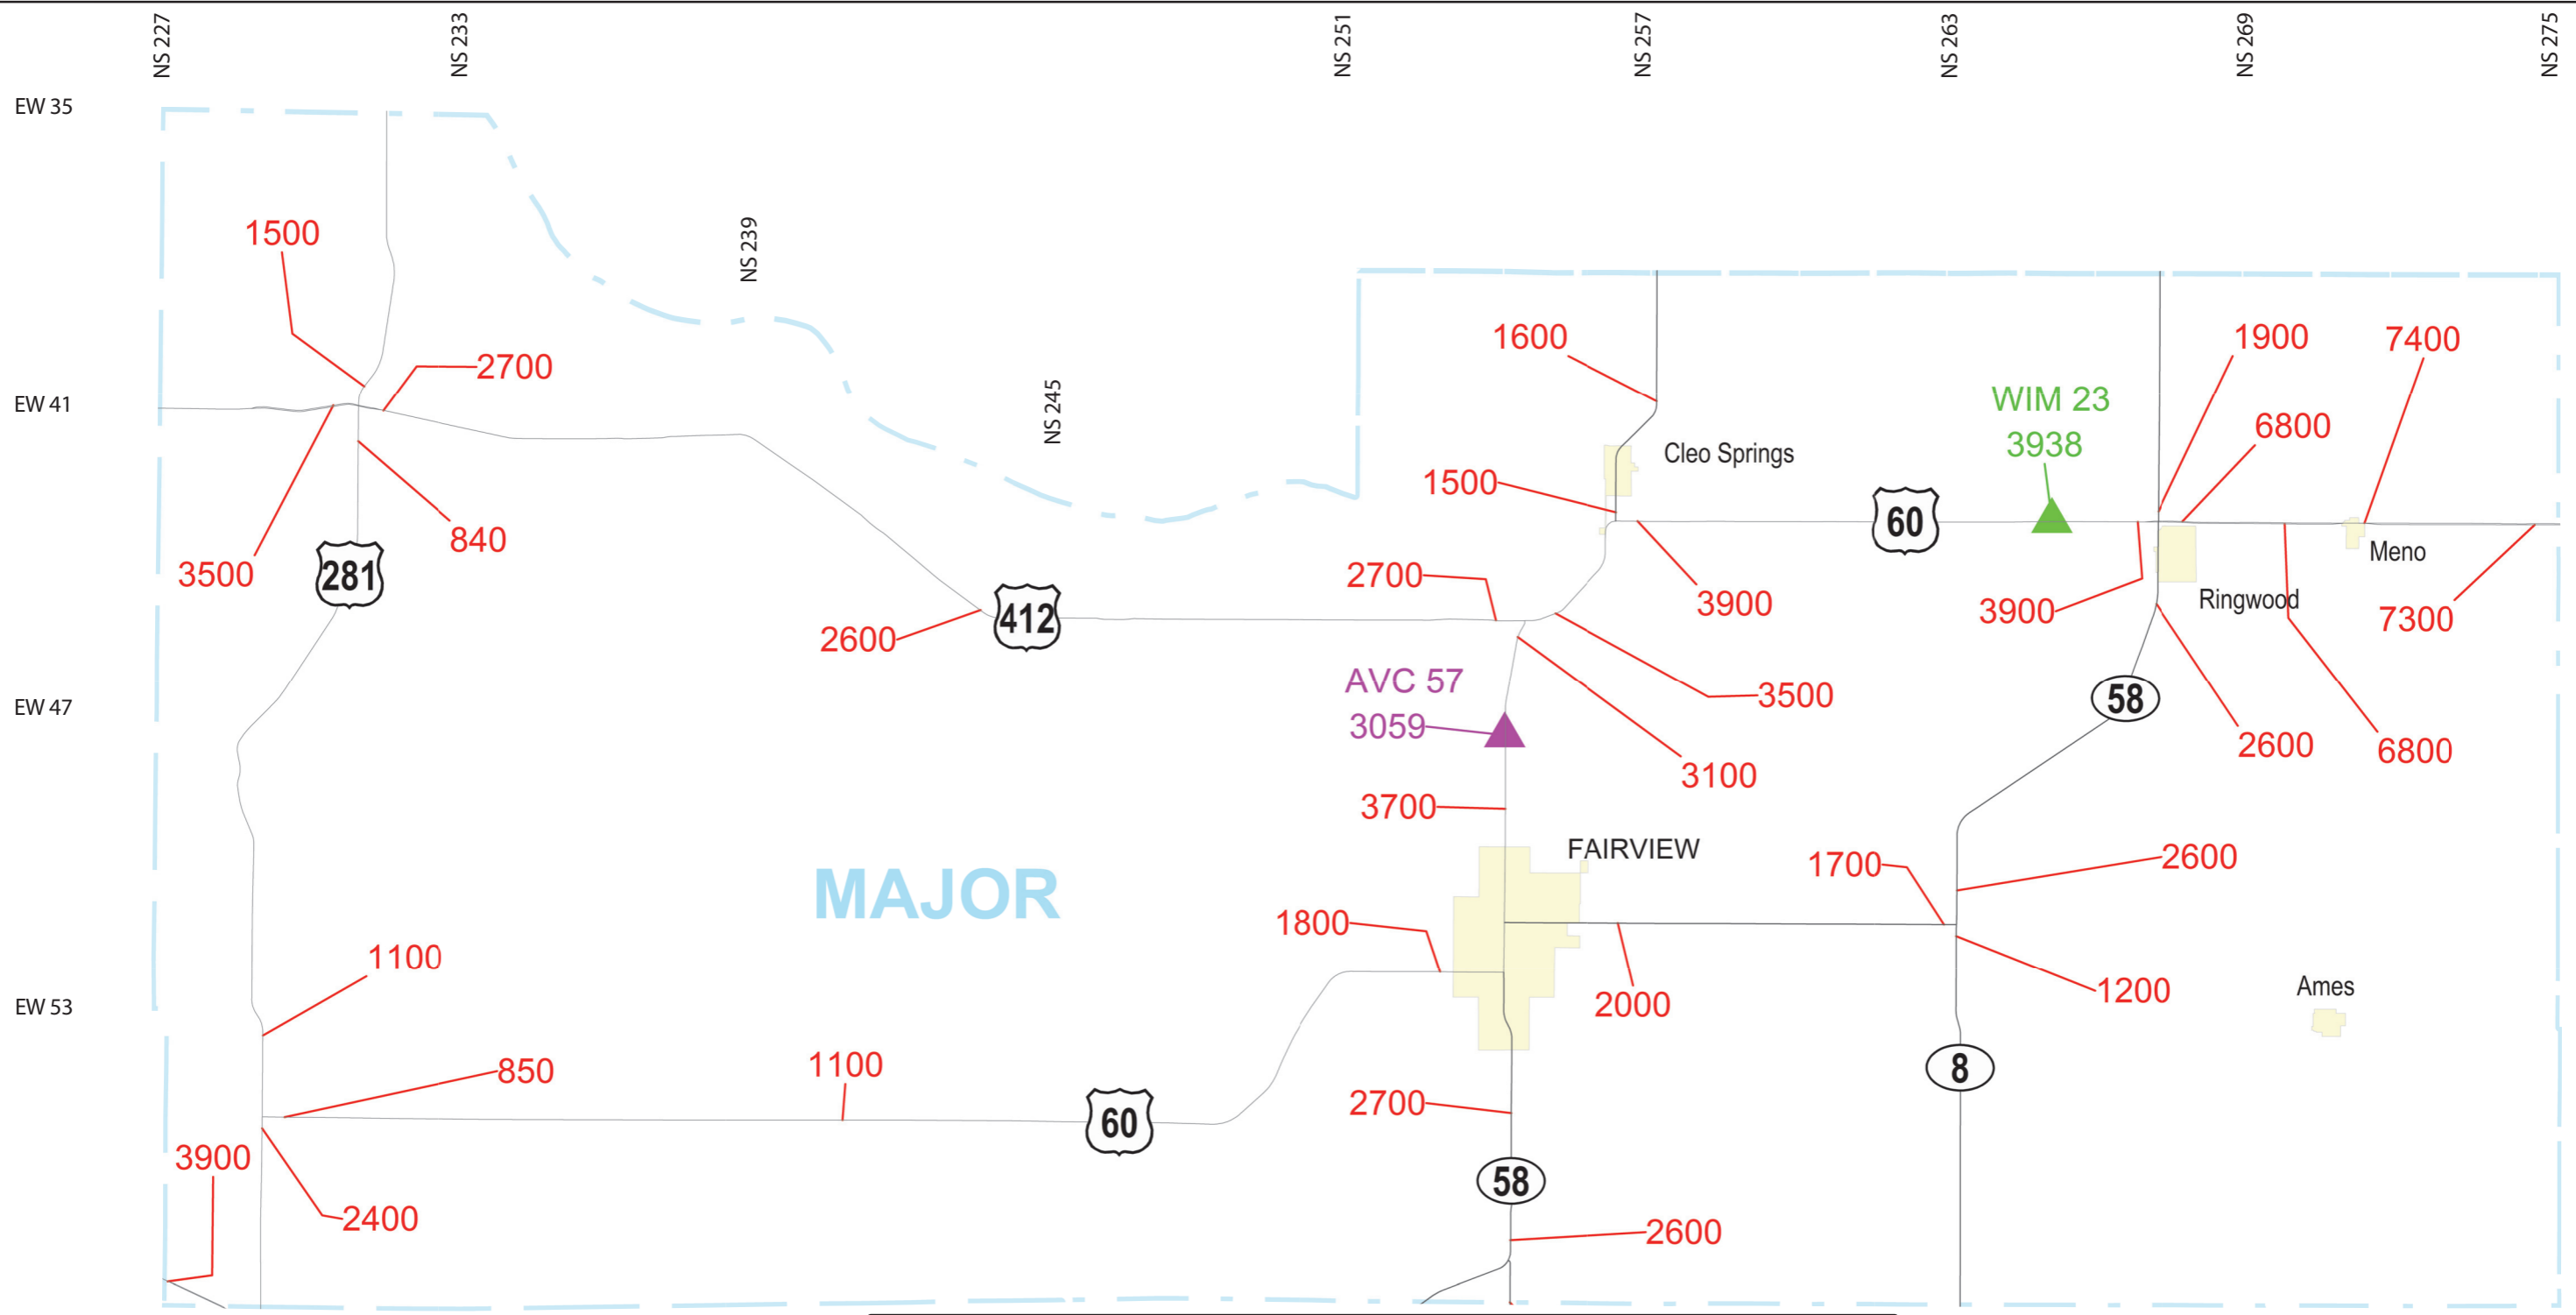 NS 227
NS 233
NS 239
NS 245
NS 251
NS 257
NS 263
NS 269
NS 275
EW 35
EW 41
EW 47
EW 53
1500
2700
3500
840
281
2600
412
2700
1600
Cleo Springs
1500
3900
60
WIM 23
3938
1900
7400
6800
3900
Ringwood
Meno
7300
58
2600
6800
3500
3100
AVC 57
3059
3700
MAJOR
FAIRVIEW
1800
2000
1700
2600
1200
Ames
8
1100
850
1100
60
3900
2400
2700
58
2600